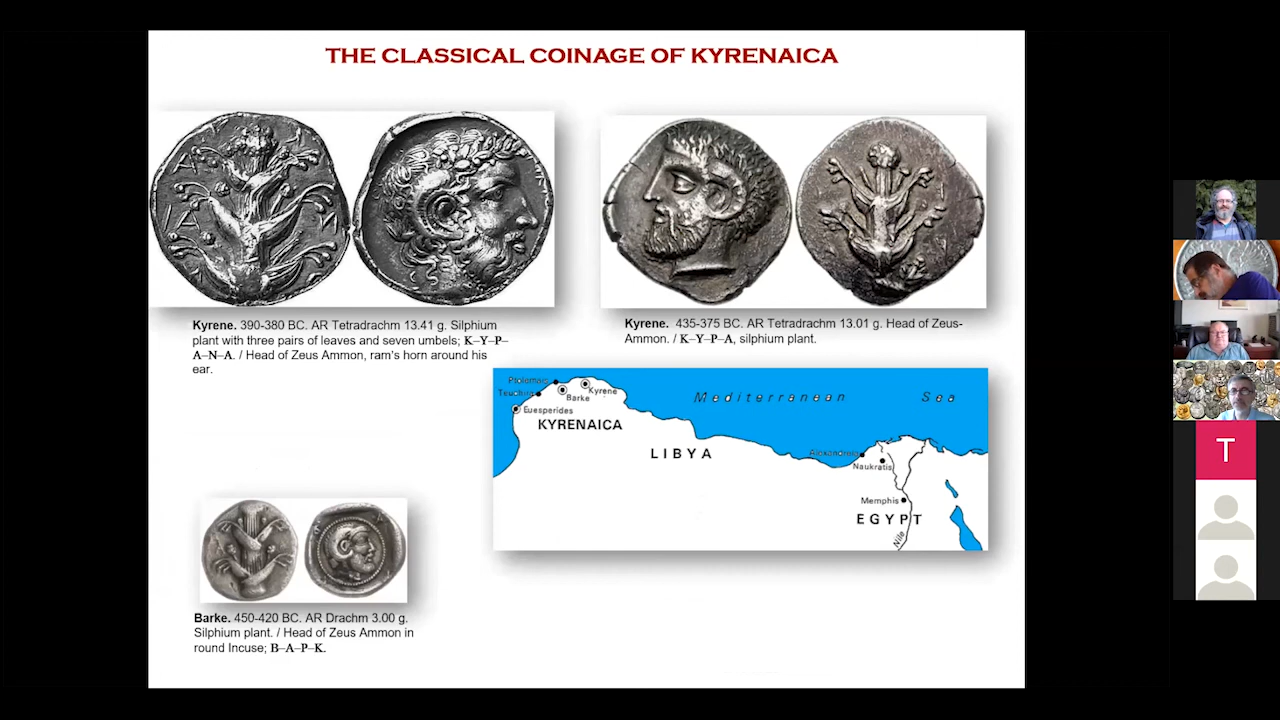 THE CLASSICAL COINAGE OF KYRENAICA
Kyrene. 390-380 BC. AR Tetradrachm 13.41 g. Silphium
plant with three pairs of leaves and seven umbels; K–Y–P–
A–N–A. / Head of Zeus Ammon, ram's horn around his
ear.
Kyrene. 435-375 BC. AR Tetradrachm 13.01 g. Head of Zeus-
Ammon. / K–Y–P–A, silphium plant.
Ptolemais
Teucheira
Kyrene
Barke
Euesperides
KYRENAICA
Mediterranean Sea
LIBYA
Alexandria
Naukratis
Memphis
EGYPT
Nile
Barke. 450-420 BC. AR Drachm 3.00 g.
Silphium plant. / Head of Zeus Ammon in
round Incuse; B–A–P–K.
T